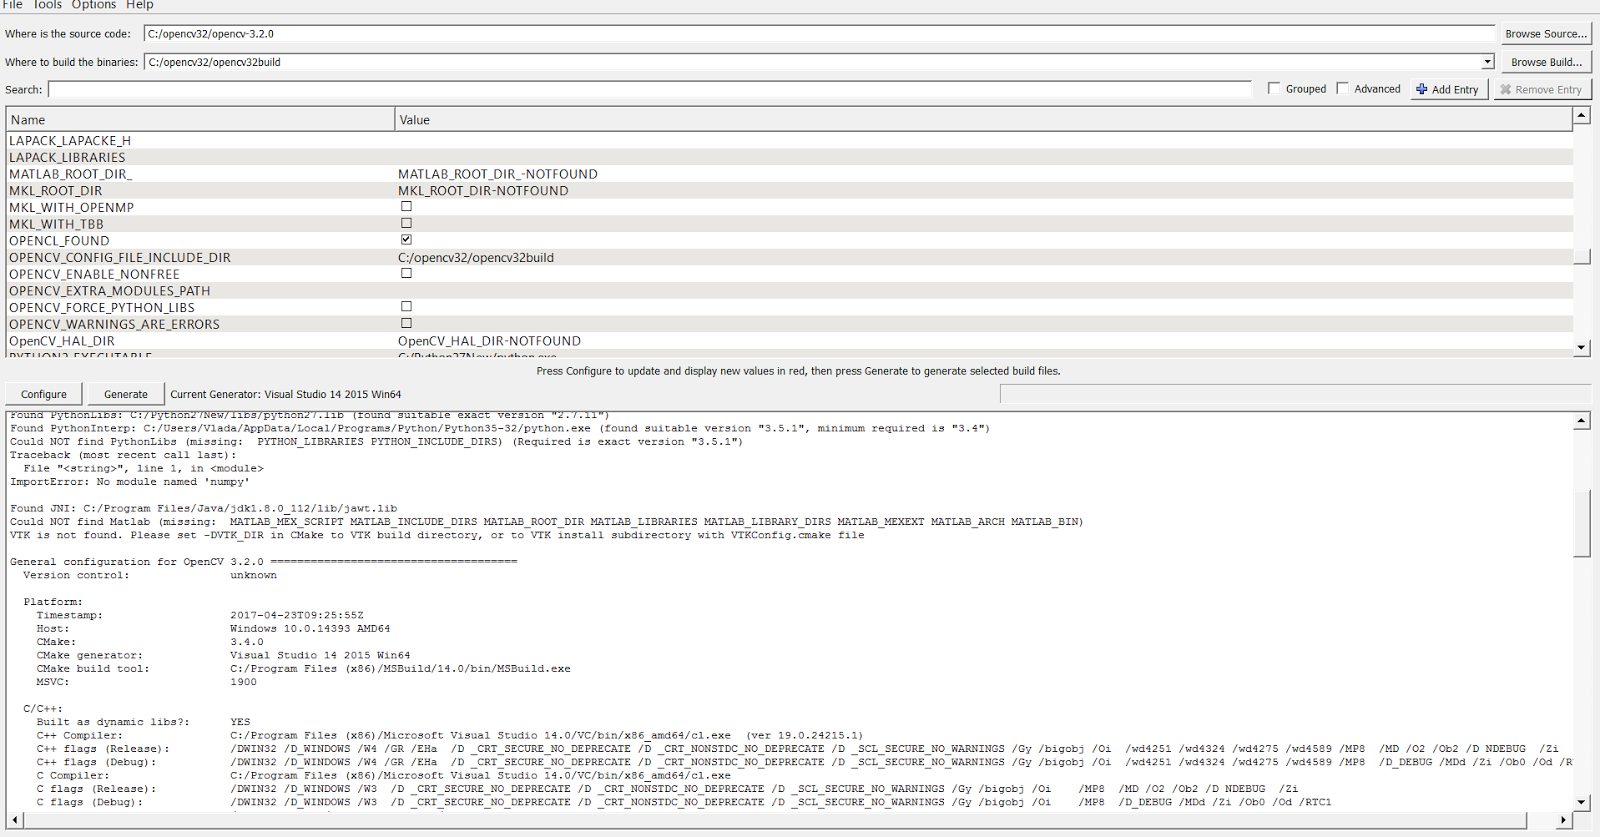 File Tools Options Help
Where is the source code: C:/opencv32/opencv-3.2.0 Browse Source...
Where to build the binaries: C:/opencv32/opencv32build Browse Build...
Search: Grouped Advanced Add Entry Remove Entry
Name Value
LAPACK_LAPACKE_H
LAPACK_LIBRARIES
MATLAB_ROOT_DIR_ MATLAB_ROOT_DIR_-NOTFOUND
MKL_ROOT_DIR MKL_ROOT_DIR-NOTFOUND
MKL_WITH_OPENMP
MKL_WITH_TBB
OPENCL_FOUND
OPENCV_CONFIG_FILE_INCLUDE_DIR C:/opencv32/opencv32build
OPENCV_ENABLE_NONFREE
OPENCV_EXTRA_MODULES_PATH
OPENCV_FORCE_PYTHON_LIBS
OPENCV_WARNINGS_ARE_ERRORS
OpenCV_HAL_DIR OpenCV_HAL_DIR-NOTFOUND
PYTHON2_EXECUTABLE C:/Python27New/python.exe
Press Configure to update and display new values in red, then press Generate to generate selected build files.
Configure Generate Current Generator: Visual Studio 14 2015 Win64
Found PythonLibs: C:/Python27New/libs/python27.lib (found suitable exact version "2.7.11")
Found PythonInterp: C:/Users/Vlada/AppData/Local/Programs/Python/Python35-32/python.exe (found suitable version "3.5.1", minimum required is "3.4")
Could NOT find PythonLibs (missing:  PYTHON_LIBRARIES PYTHON_INCLUDE_DIRS) (Required is exact version "3.5.1")
Traceback (most recent call last):
File "<string>", line 1, in <module>
ImportError: No module named 'numpy'
Found JNI: C:/Program Files/Java/jdk1.8.0_112/lib/jawt.lib
Could NOT find Matlab (missing:  MATLAB_MEX_SCRIPT MATLAB_INCLUDE_DIRS MATLAB_ROOT_DIR MATLAB_LIBRARIES MATLAB_LIBRARY_DIRS MATLAB_MEXEXT MATLAB_ARCH MATLAB_BIN)
VTK is not found. Please set -DVTK_DIR in CMake to VTK build directory, or to VTK install subdirectory with VTKConfig.cmake file
General configuration for OpenCV 3.2.0 =====================================
Version control: unknown
Platform:
Timestamp: 2017-04-23T09:25:55Z
Host: Windows 10.0.14393 AMD64
CMake: 3.4.0
CMake generator: Visual Studio 14 2015 Win64
CMake build tool: C:/Program Files (x86)/MSBuild/14.0/bin/MSBuild.exe
MSVC: 1900
C/C++:
Built as dynamic libs?: YES
C++ Compiler: C:/Program Files (x86)/Microsoft Visual Studio 14.0/VC/bin/x86_amd64/cl.exe  (ver 19.0.24215.1)
C++ flags (Release): /DWIN32 /D_WINDOWS /W4 /GR /EHa  /D _CRT_SECURE_NO_DEPRECATE /D _CRT_NONSTDC_NO_DEPRECATE /D _SCL_SECURE_NO_WARNINGS /Gy /bigobj /Oi  /wd4251 /wd4324 /wd4275 /wd4589 /MP8  /MD /O2 /Ob2 /D NDEBUG  /Zi
C++ flags (Debug): /DWIN32 /D_WINDOWS /W4 /GR /EHa  /D _CRT_SECURE_NO_DEPRECATE /D _CRT_NONSTDC_NO_DEPRECATE /D _SCL_SECURE_NO_WARNINGS /Gy /bigobj /Oi  /wd4251 /wd4324 /wd4275 /wd4589 /MP8  /D_DEBUG /MDd /Zi /Ob0 /Od
C Compiler: C:/Program Files (x86)/Microsoft Visual Studio 14.0/VC/bin/x86_amd64/cl.exe
C flags (Release): /DWIN32 /D_WINDOWS /W3  /D _CRT_SECURE_NO_DEPRECATE /D _CRT_NONSTDC_NO_DEPRECATE /D _SCL_SECURE_NO_WARNINGS /Gy /bigobj /Oi    /MP8  /MD /O2 /Ob2 /D NDEBUG  /Zi
C flags (Debug): /DWIN32 /D_WINDOWS /W3  /D _CRT_SECURE_NO_DEPRECATE /D _CRT_NONSTDC_NO_DEPRECATE /D _SCL_SECURE_NO_WARNINGS /Gy /bigobj /Oi    /MP8  /D_DEBUG /MDd /Zi /Ob0 /Od /RTC1